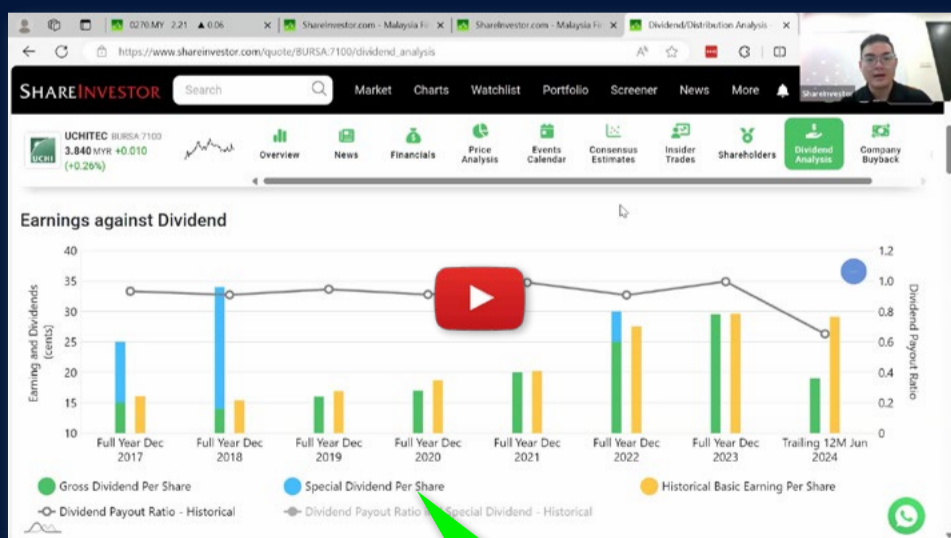 0270.MY 2.21 ▲0.06
ShareInvestor.com - Malaysia Fi
ShareInvestor.com - Malaysia Fi
Dividend/Distribution Analysis
https://www.shareinvestor.com/quote/BURSA:7100/dividend_analysis
SHAREINVESTOR
Search
Market Charts Watchlist Portfolio Screener News More
ShareInvestor
UCHI
UCHITEC BURSA:7100
3.840 MYR +0.010
(+0.26%)
Overview
News
Financials
Price Analysis
Events Calendar
Consensus Estimates
Insider Trades
Shareholders
Dividend Analysis
Company Buyback
Earnings against Dividend
Earning and Dividends (cents)
40
35
30
25
20
15
10
1.2
1.0
0.8
0.6
0.4
0.2
0
Dividend Payout Ratio
Full Year Dec 2017
Full Year Dec 2018
Full Year Dec 2019
Full Year Dec 2020
Full Year Dec 2021
Full Year Dec 2022
Full Year Dec 2023
Trailing 12M Jun 2024
Gross Dividend Per Share
Special Dividend Per Share
Historical Basic Earning Per Share
Dividend Payout Ratio - Historical
Dividend Payout Ratio Special Dividend - Historical